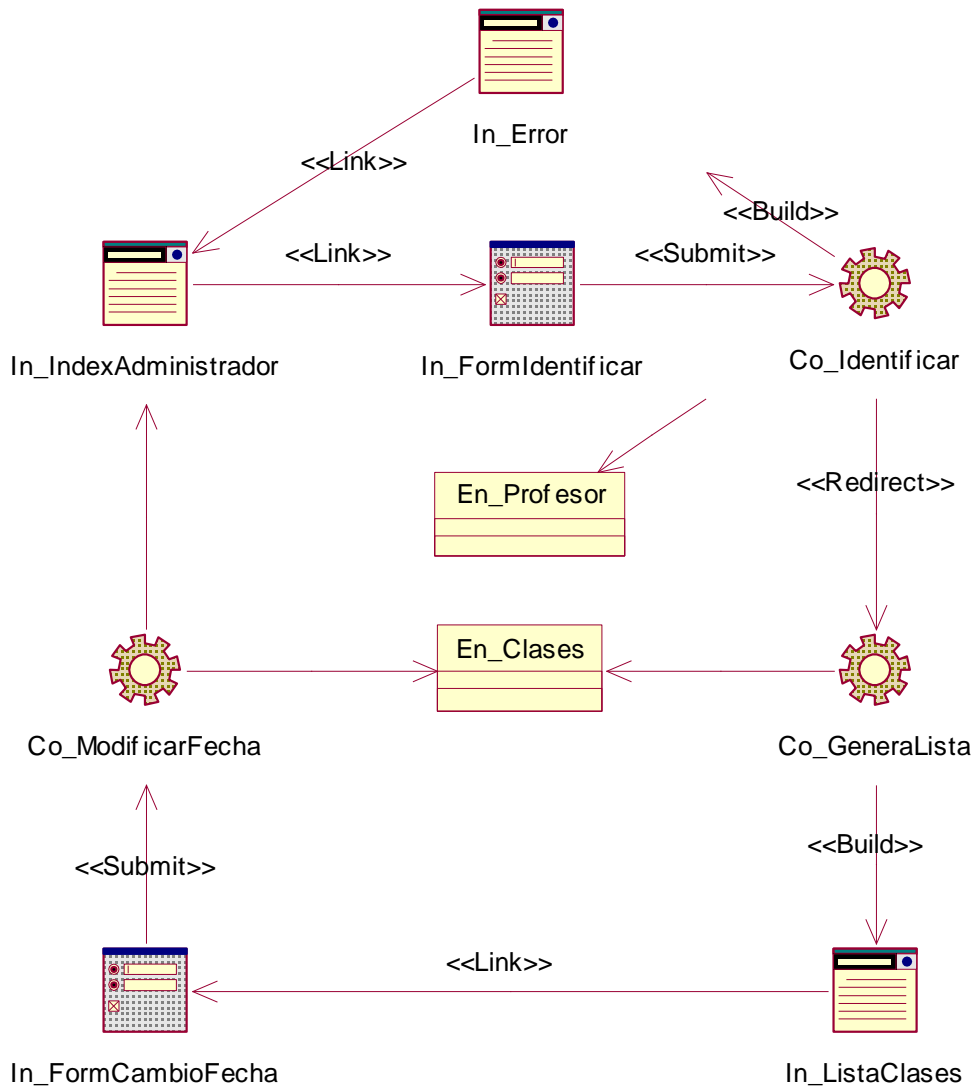 In_Error
<<Link>>
<<Build>>
<<Link>>
<<Submit>>
In_IndexAdministrador
In_FormIdentificar
Co_Identificar
En_Profesor
<<Redirect>>
En_Clases
Co_ModificarFecha
Co_GeneraLista
<<Submit>>
<<Build>>
<<Link>>
In_FormCambioFecha
In_ListaClases